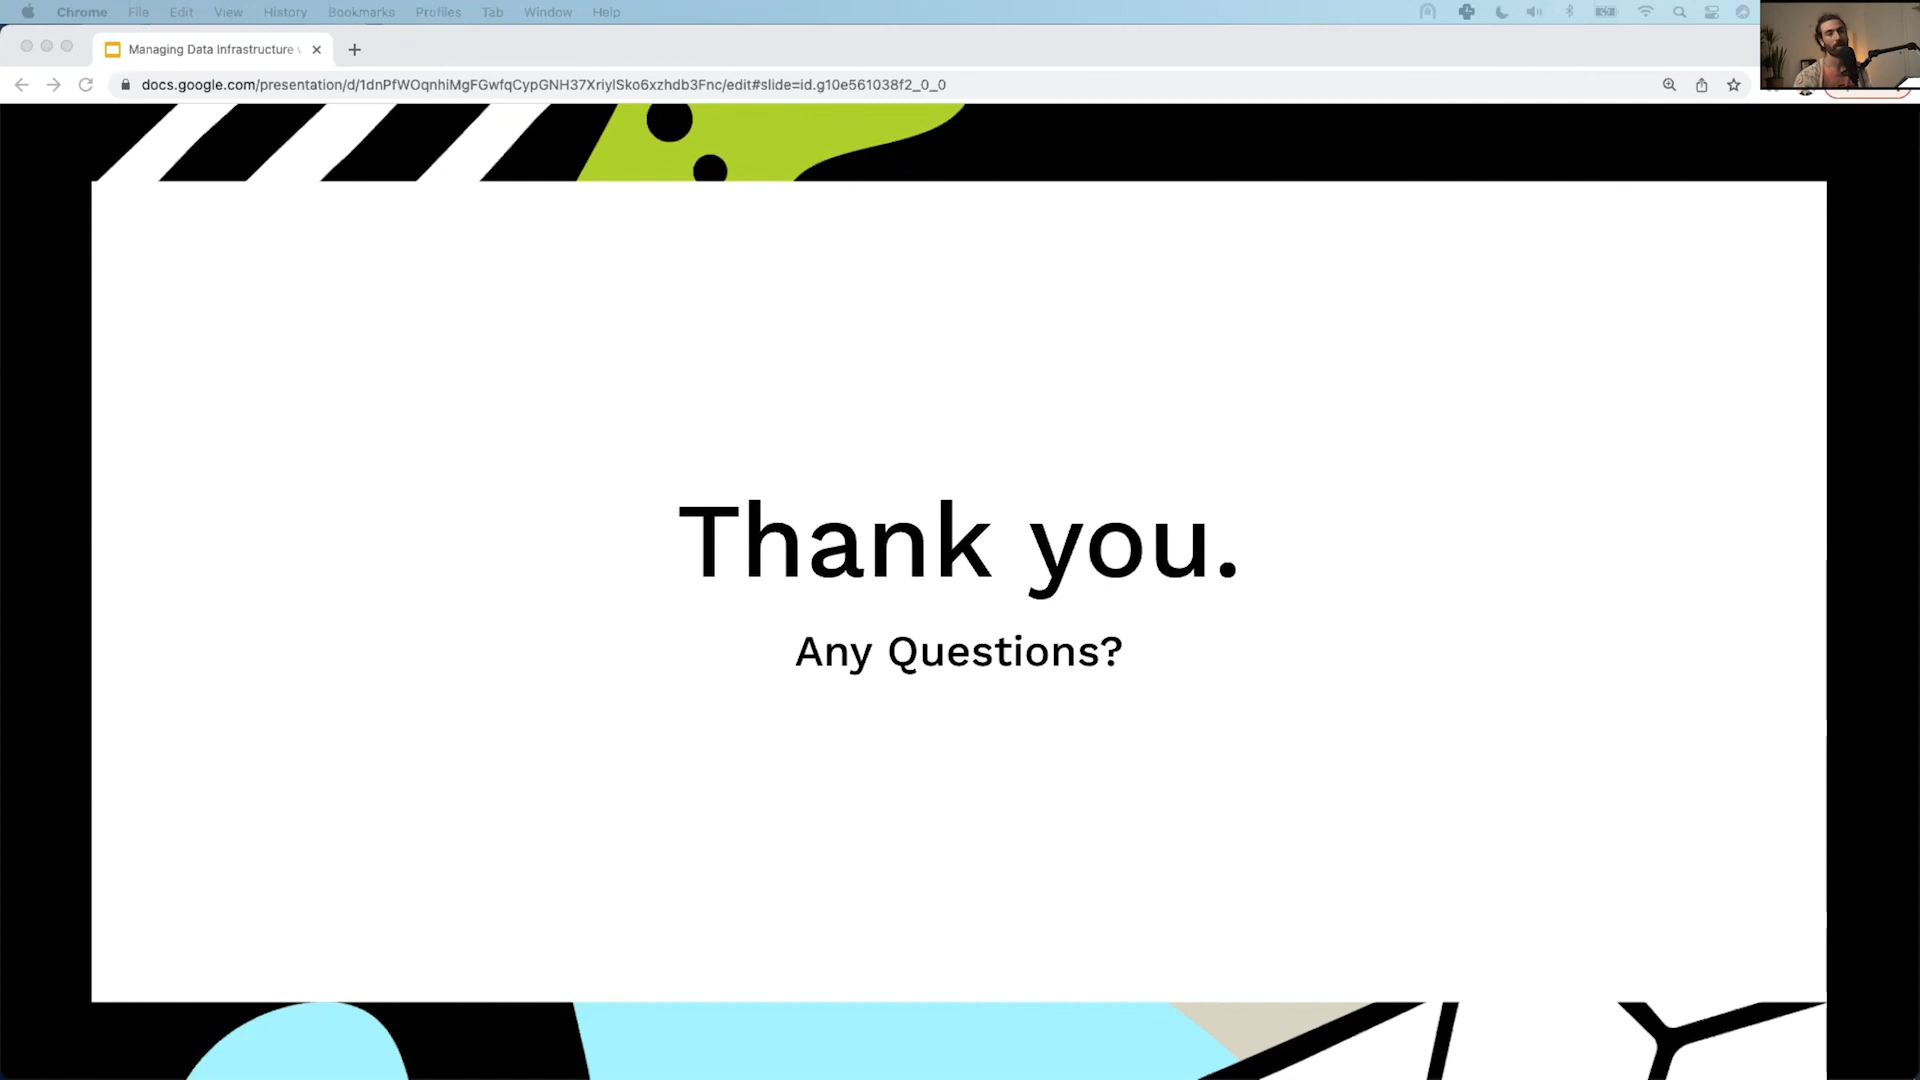 Chrome File Edit View History Bookmarks Profiles Tab Window Help
Managing Data Infrastructure
docs.google.com/presentation/d/1dnPfWOqnhiMgFGwfqCypGNH37XriylSko6xzhdb3Fnc/edit#slide=id.g10e561038f2_0_0
Thank you.
Any Questions?